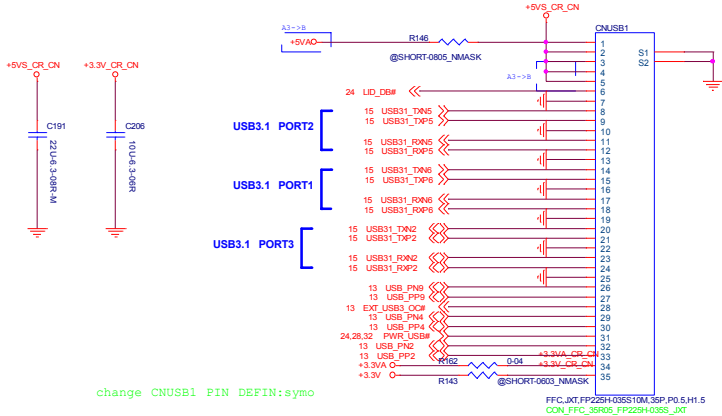 +5VS_CR_CN
CNUSB1
A3->B
+5VA
R146
@SHORT-0805_NMASK
+5VS_CR_CN
+3.3V_CR_CN
C191
22U-6.3-08R-M
C206
10U-6.3-06R
A3->B
1
2
3
4
5
6
7
8
9
10
11
12
13
14
15
16
17
18
19
20
21
22
23
24
25
26
27
28
29
30
31
32
33
34
35
S1
S2
24 LID_DB#
USB3.1 PORT2
15 USB31_TXN5
15 USB31_TXP5
15 USB31_RXN5
15 USB31_RXP5
USB3.1 PORT1
15 USB31_TXN6
15 USB31_TXP6
15 USB31_RXN6
15 USB31_RXP6
USB3.1 PORT3
15 USB31_TXN2
15 USB31_TXP2
15 USB31_RXN2
15 USB31_RXP2
13 USB_PN9
13 USB_PP9
13 EXT_USB3_OC#
13 USB_PN4
13 USB_PP4
24,28,32 PWR_USB#
13 USB_PN2
13 USB_PP2
+3.3VA
R162
0-04
+3.3VA_CR_CN
+3.3V
R143
@SHORT-0603_NMASK
+3.3V_CR_CN
change CNUSB1 PIN DEFIN:symo
FFC,JXT,FP225H-035S10M,35P,P0.5,H1.5
CON_FFC_35R05_FP225H-035S_JXT